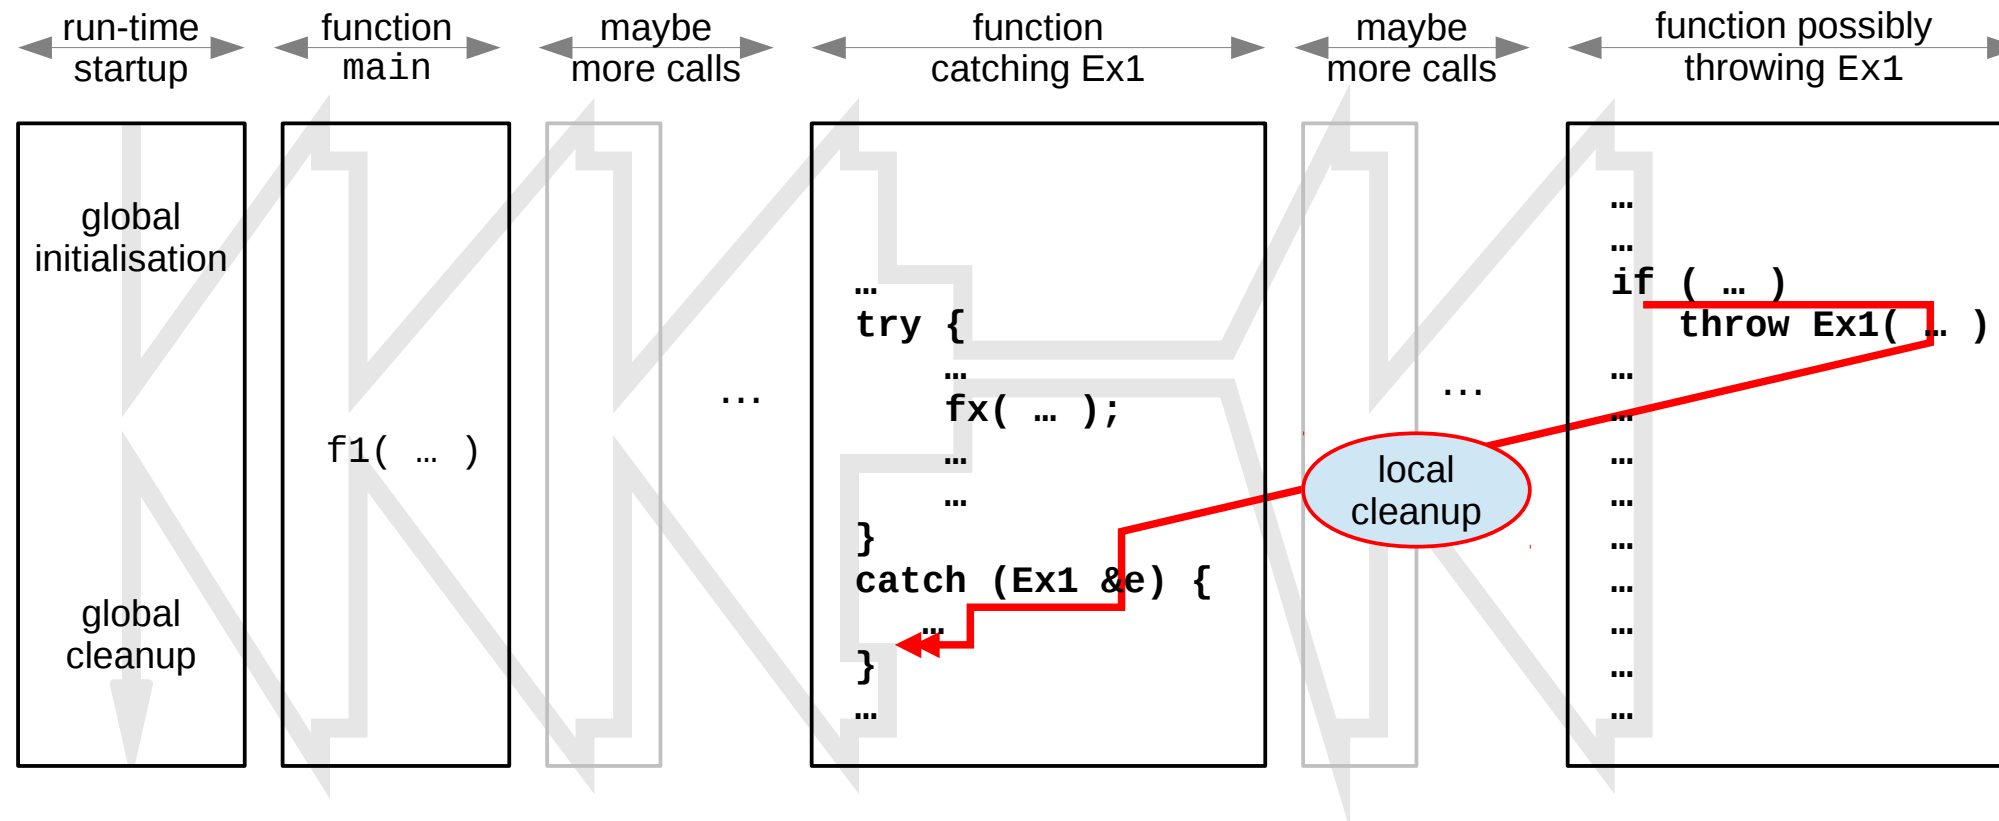 run-time
startup
function
main
maybe
more calls
function
catching Ex1
maybe
more calls
function possibly
throwing Ex1
global
initialisation
global
cleanup
f1( … )
…
…
try {
…
fx( … );
…
…
}
catch (Ex1 &e) {
…
}
…
…
local
cleanup
…
…
if ( … )
throw Ex1( … )
…
…
…
…
…
…
…
…
…